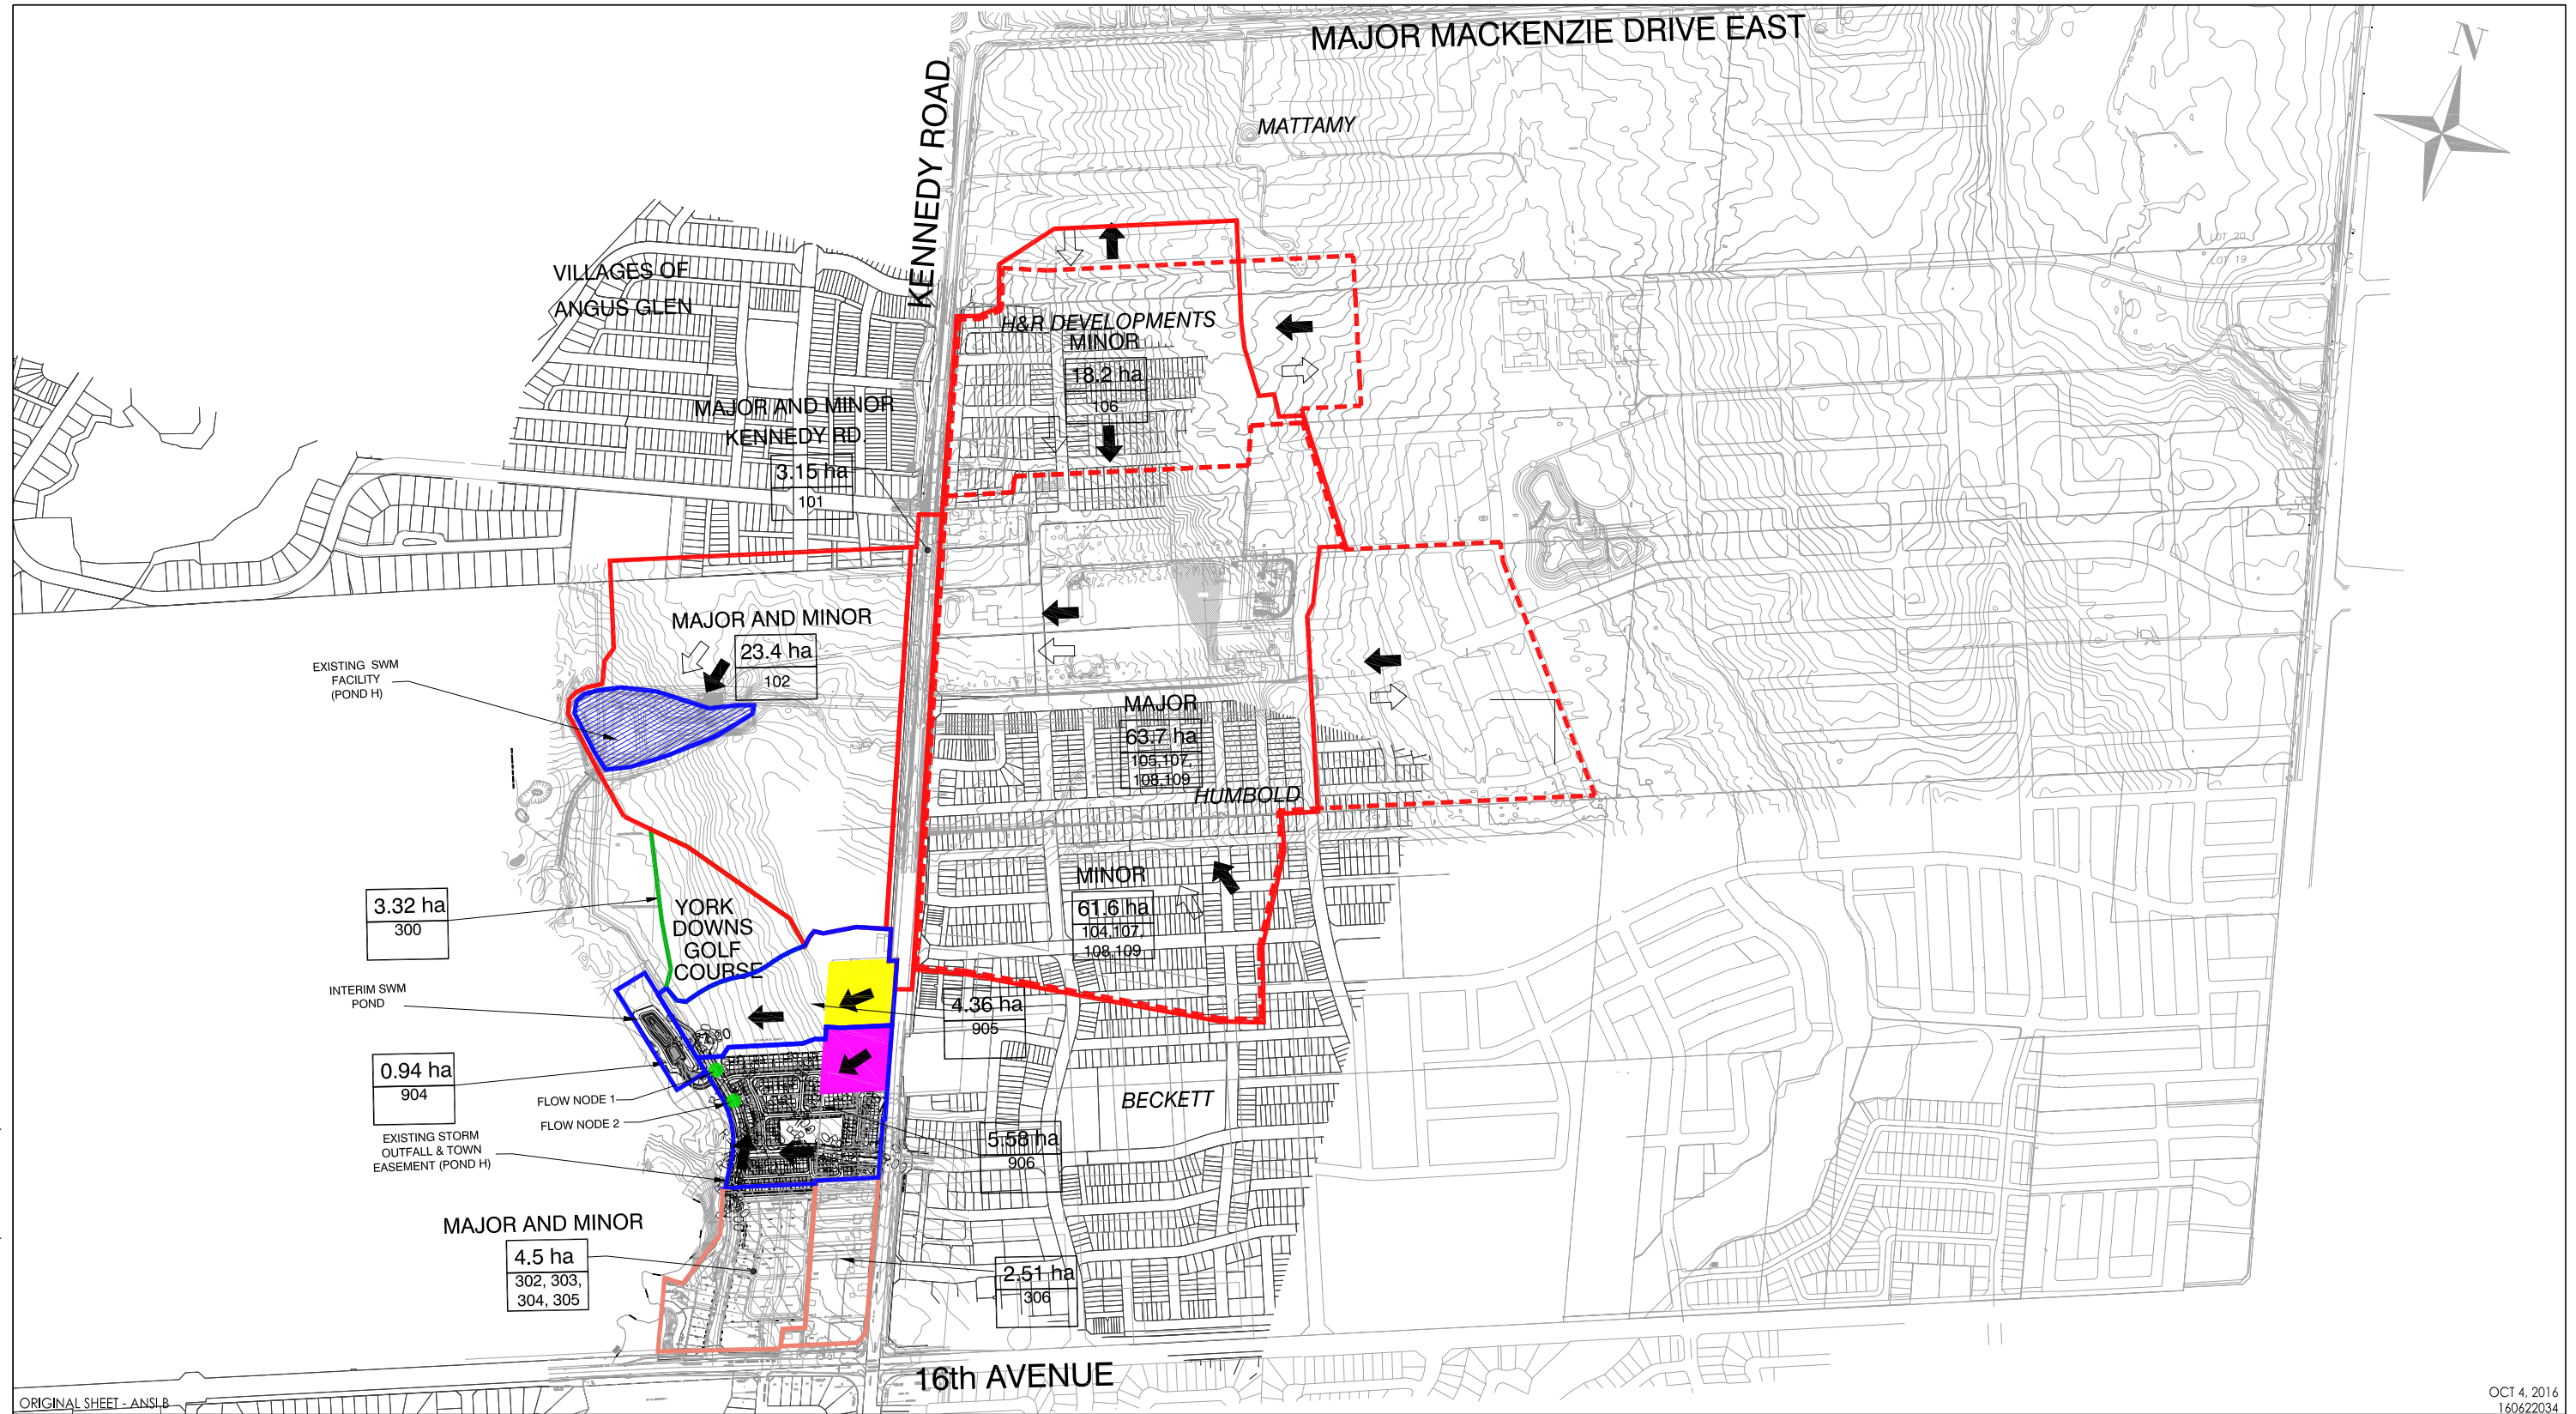 MAJOR MACKENZIE DRIVE EAST
N
KENNEDY ROAD
MATTAMY
LOT 20
LOT 19
VILLAGES OF
ANGUS GLEN
H&R DEVELOPMENTS
MINOR
18.2 ha
106
MAJOR AND MINOR
KENNEDY RD.
3.15 ha
101
MAJOR AND MINOR
23.4 ha
102
EXISTING SWM
FACILITY
(POND H)
MAJOR
63.7 ha
105,107,
108,109
HUMBOLD
MINOR
61.6 ha
104,107,
108,109
3.32 ha
300
YORK
DOWNS
GOLF
COURSE
INTERIM SWM
POND
4.36 ha
905
0.94 ha
904
FLOW NODE 1
FLOW NODE 2
BECKETT
EXISTING STORM
OUTFALL & TOWN
EASEMENT (POND H)
5.58 ha
906
MAJOR AND MINOR
4.5 ha
302, 303,
304, 305
2.51 ha
306
16th AVENUE
ORIGINAL SHEET - ANSI B
OCT 4, 2016
160622034